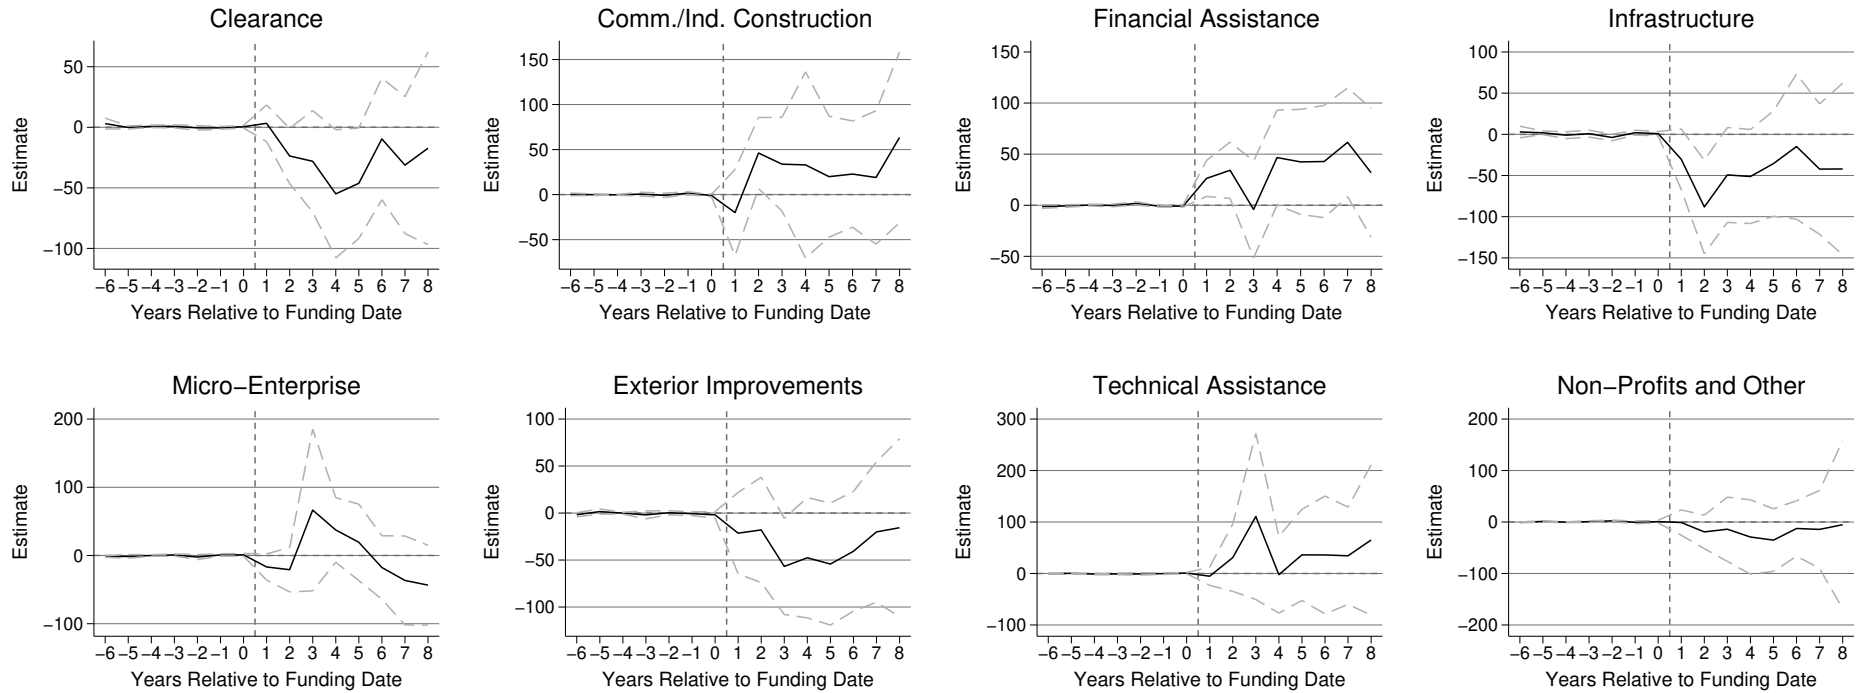 Clearance
Comm./Ind. Construction
Financial Assistance
Infrastructure
Estimate
50
0
−50
−100
−6 −5 −4 −3 −2 −1 0 1 2 3 4 5 6 7 8
Years Relative to Funding Date
Estimate
150
100
50
0
−50
−6 −5 −4 −3 −2 −1 0 1 2 3 4 5 6 7 8
Years Relative to Funding Date
Estimate
150
100
50
0
−50
−6 −5 −4 −3 −2 −1 0 1 2 3 4 5 6 7 8
Years Relative to Funding Date
Estimate
100
50
0
−50
−100
−150
−6 −5 −4 −3 −2 −1 0 1 2 3 4 5 6 7 8
Years Relative to Funding Date
Micro−Enterprise
Exterior Improvements
Technical Assistance
Non−Profits and Other
Estimate
200
100
0
−100
−6 −5 −4 −3 −2 −1 0 1 2 3 4 5 6 7 8
Years Relative to Funding Date
Estimate
100
50
0
−50
−100
−6 −5 −4 −3 −2 −1 0 1 2 3 4 5 6 7 8
Years Relative to Funding Date
Estimate
300
200
100
0
−100
−6 −5 −4 −3 −2 −1 0 1 2 3 4 5 6 7 8
Years Relative to Funding Date
Estimate
200
100
0
−100
−200
−6 −5 −4 −3 −2 −1 0 1 2 3 4 5 6 7 8
Years Relative to Funding Date